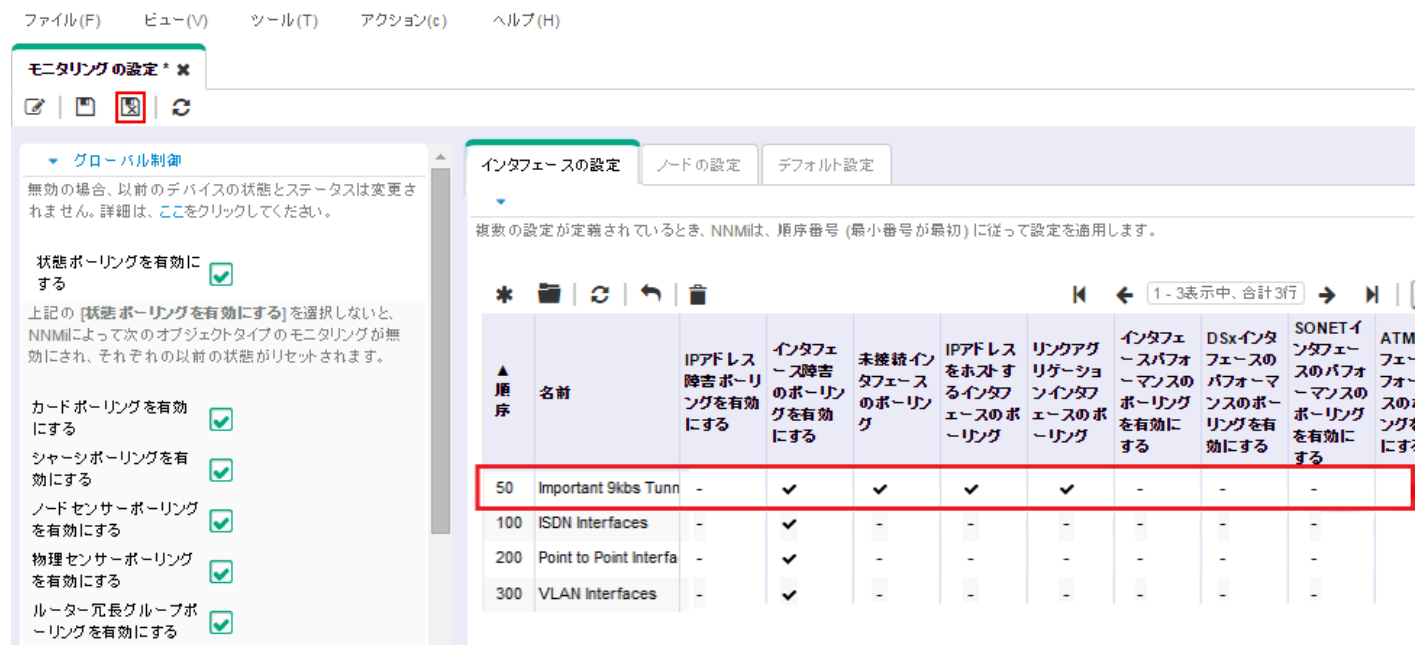 ファイル(F) ビュー(V) ツール(T) アクション(c) ヘルプ(H)
モニタリングの設定 *
グローバル制御
無効の場合、以前のデバイスの状態とステータスは変更さ
れません。詳細は、ここをクリックしてください。
状態ポーリングを有効に
する
上記の [状態ポーリングを有効にする] を選択しないと、
NNMiによって次のオブジェクトタイプのモニタリングが無
効にされ、それぞれの以前の状態がリセットされます。
カードポーリングを有効
にする
シャーシポーリングを有
効にする
ノードセンサーポーリング
を有効にする
物理センサーポーリング
を有効にする
ルーター冗長グループポ
ーリングを有効にする
インタフェースの設定 ノードの設定 デフォルト設定
複数の設定が定義されているとき、NNMiは、順序番号 (最小番号が最初) に従って設定を適用します。
1 - 3表示中、合計3行
▲
順
序
名前
IPアドレス
障害ポーリ
ングを有効
にする
インタフェ
ース障害
のポーリン
グを有効
にする
未接続イン
タフェース
のポーリン
グ
IPアドレス
をホストす
るインタフ
ェースのポ
ーリング
リンクアグ
リゲーショ
ンインタフ
ェースのポ
ーリング
インタフェ
ースパフォ
ーマンスの
ポーリング
を有効に
する
DSxインタ
フェースの
パフォーマ
ンスのポー
リングを有
効にする
SONETイ
ンタフェー
スのパフォ
ーマンスの
ポーリング
を有効に
する
ATM
フェー
フォー
スのポ
ングを
にする
50 Important 9kbs Tunn - ✔ ✔ ✔ ✔ - - -
100 ISDN Interfaces - ✔ - - - - - -
200 Point to Point Interfa - ✔ - - - - - -
300 VLAN Interfaces - ✔ - - - - - -